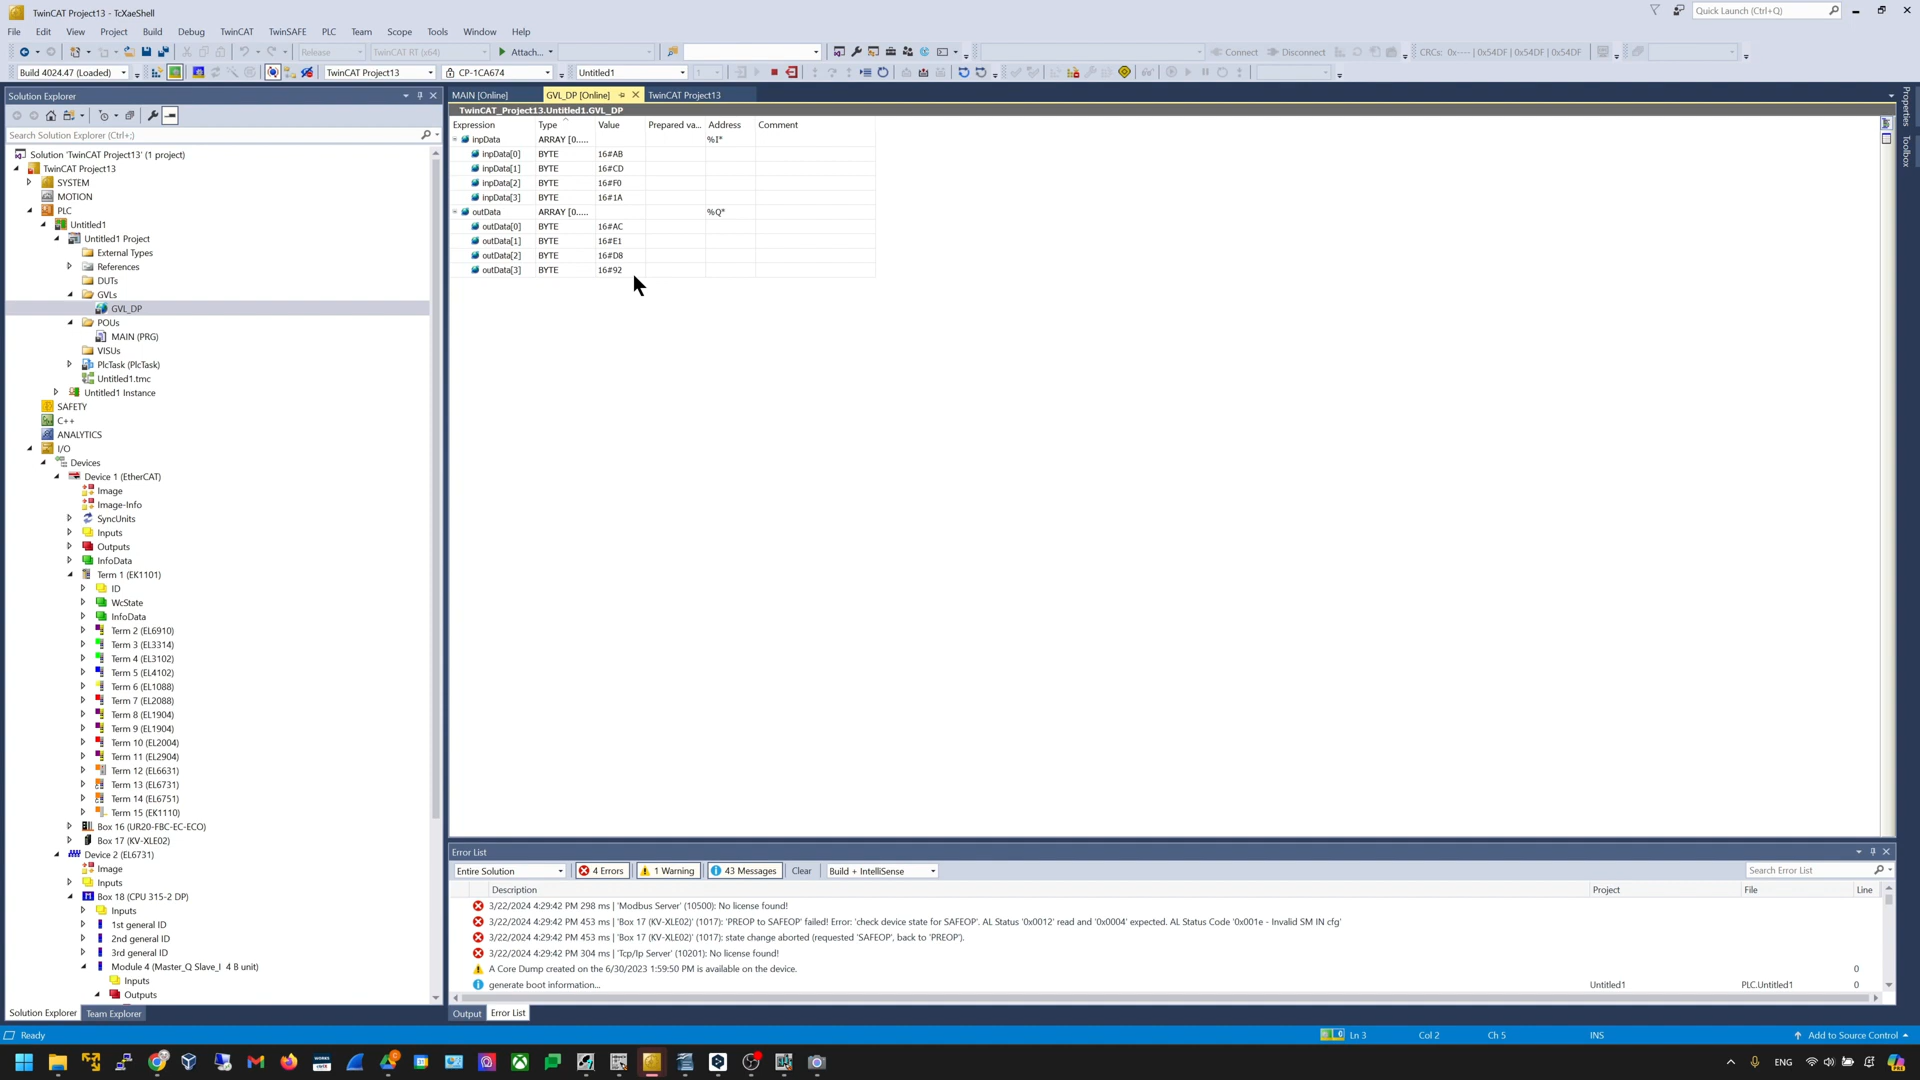 TwinCAT Project13 - TcXaeShell
Quick Launch (Ctrl+Q)
File Edit View Project Build Debug TwinCAT TwinSAFE PLC Team Scope Tools Window Help
Release TwinCAT RT (x64) Attach... Connect Disconnect CRCs: 0x---- | 0x54DF | 0x54DF | 0x54DF
Build 4024.47 (Loaded) TwinCAT Project13 CP-1CA674 Untitled1 1
Solution Explorer
MAIN [Online] GVL_DP [Online] TwinCAT Project13
Properties
Toolbox
TwinCAT_Project13.Untitled1.GVL_DP
Expression Type Value Prepared va... Address Comment
inpData ARRAY [0..... %I*
inpData[0] BYTE 16#AB
inpData[1] BYTE 16#CD
inpData[2] BYTE 16#F0
inpData[3] BYTE 16#1A
outData ARRAY [0..... %Q*
outData[0] BYTE 16#AC
outData[1] BYTE 16#E1
outData[2] BYTE 16#D8
outData[3] BYTE 16#92
Search Solution Explorer (Ctrl+;)
Solution 'TwinCAT Project13' (1 project)
TwinCAT Project13
SYSTEM
MOTION
PLC
Untitled1
Untitled1 Project
External Types
References
DUTs
GVLs
GVL_DP
POUs
MAIN (PRG)
VISUs
PlcTask (PlcTask)
Untitled1.tmc
Untitled1 Instance
SAFETY
C++
ANALYTICS
I/O
Devices
Device 1 (EtherCAT)
Image
Image-Info
SyncUnits
Inputs
Outputs
InfoData
Term 1 (EK1101)
ID
WcState
InfoData
Term 2 (EL6910)
Term 3 (EL3314)
Term 4 (EL3102)
Term 5 (EL4102)
Term 6 (EL1088)
Term 7 (EL2088)
Term 8 (EL1904)
Term 9 (EL1904)
Term 10 (EL2004)
Term 11 (EL2904)
Term 12 (EL6631)
Term 13 (EL6731)
Term 14 (EL6751)
Term 15 (EK1110)
Box 16 (UR20-FBC-EC-ECO)
Box 17 (KV-XLE02)
Device 2 (EL6731)
Image
Inputs
Box 18 (CPU 315-2 DP)
Inputs
1st general ID
2nd general ID
3rd general ID
Module 4 (Master_Q Slave_I 4 B unit)
Inputs
Outputs
Solution Explorer Team Explorer
Error List
Entire Solution 4 Errors 1 Warning 43 Messages Clear Build + IntelliSense Search Error List
Description Project File Line
3/22/2024 4:29:42 PM 298 ms | 'Modbus Server' (10500): No license found!
3/22/2024 4:29:42 PM 453 ms | 'Box 17 (KV-XLE02)' (1017): 'PREOP to SAFEOP' failed! Error: 'check device state for SAFEOP'. AL Status '0x0012' read and '0x0004' expected. AL Status Code '0x001e - Invalid SM IN cfg'
3/22/2024 4:29:42 PM 453 ms | 'Box 17 (KV-XLE02)' (1017): state change aborted (requested 'SAFEOP', back to 'PREOP').
3/22/2024 4:29:42 PM 304 ms | 'Tcp/Ip Server' (10201): No license found!
A Core Dump created on the 6/30/2023 1:59:50 PM is available on the device. 0
generate boot information... Untitled1 PLC.Untitled1 0
Output Error List
Ready Ln 3 Col 2 Ch 5 INS Add to Source Control
ENG